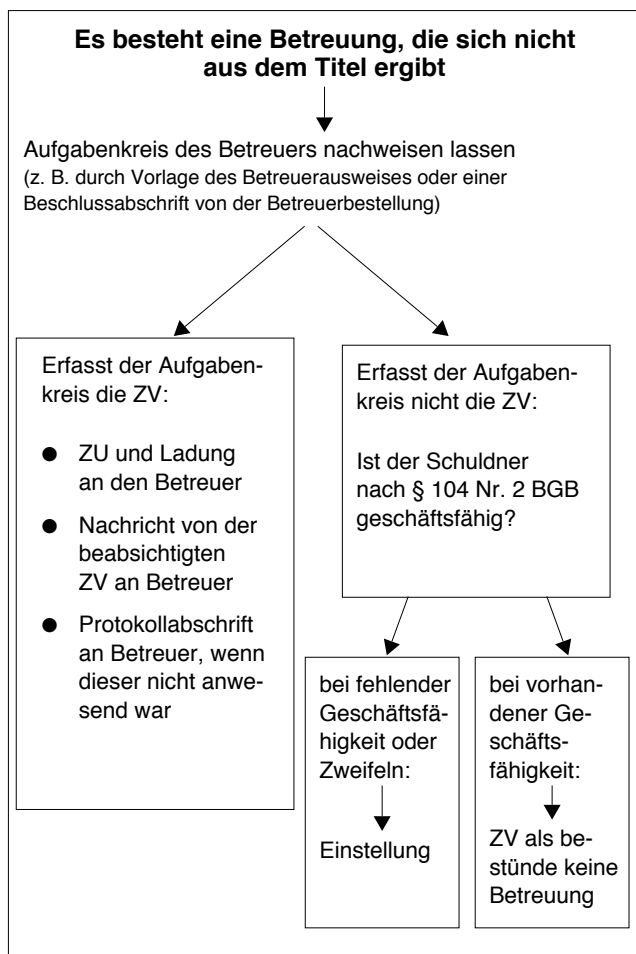 Es besteht eine Betreuung, die sich nicht
aus dem Titel ergibt
Aufgabenkreis des Betreuers nachweisen lassen
(z. B. durch Vorlage des Betreuerausweises oder einer
Beschlussabschrift von der Betreuerbestellung)
Erfasst der Aufgaben-
kreis die ZV:
● ZU und Ladung
an den Betreuer
● Nachricht von der
beabsichtigten
ZV an Betreuer
● Protokollabschrift
an Betreuer, wenn
dieser nicht anwe-
send war
Erfasst der Aufgaben-
kreis nicht die ZV:
Ist der Schuldner
nach § 104 Nr. 2 BGB
geschäftsfähig?
bei fehlender
Geschäftsfä-
higkeit oder
Zweifeln:
Einstellung
bei vorhan-
dener Ge-
schäfts-
fähigkeit:
ZV als be-
stünde keine
Betreuung